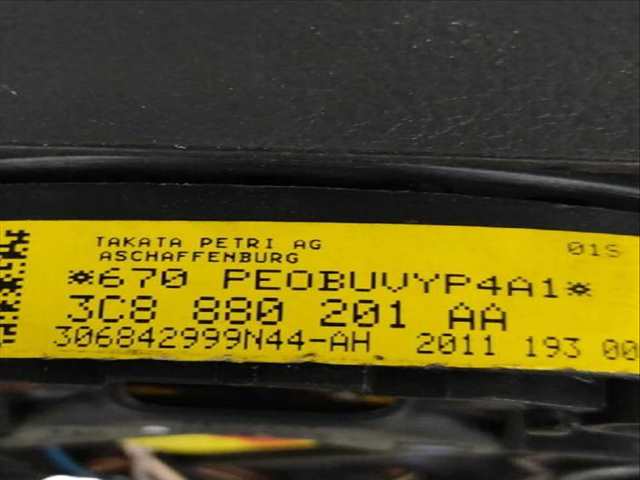 TAKATA PETRI AG 01S
ASCHAFFENBURG
*670 PEOBUVYP4A1*
3C8 880 201 AA
306842999N44-AH 2011 193 00